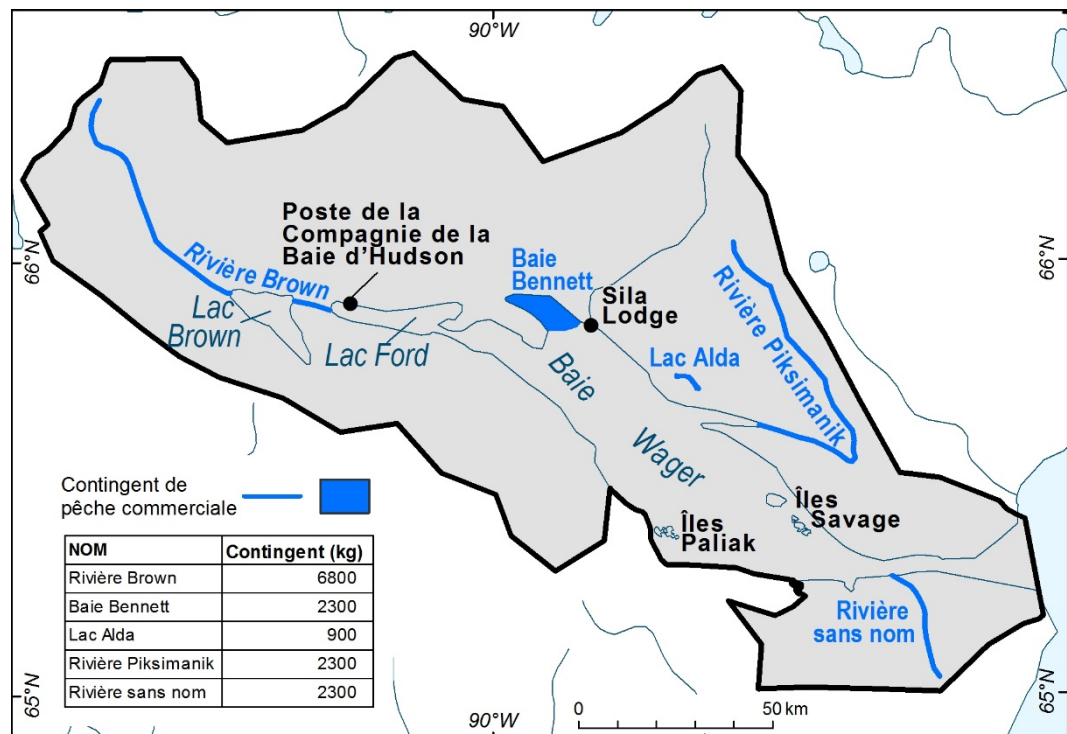 90°W
66°N
66°N
Poste de la
Compagnie de la
Baie d'Hudson
Rivière Brown
Lac
Brown
Lac Ford
Baie
Bennett
Sila
Lodge
Baie
Wager
Lac Alda
Rivière Piksimanik
Îles
Savage
Îles
Paliak
Rivière
sans nom
Contingent de
pêche commerciale
NOM Contingent (kg)
Rivière Brown 6800
Baie Bennett 2300
Lac Alda 900
Rivière Piksimanik 2300
Rivière sans nom 2300
65°N
65°N
90°W
0 50 km